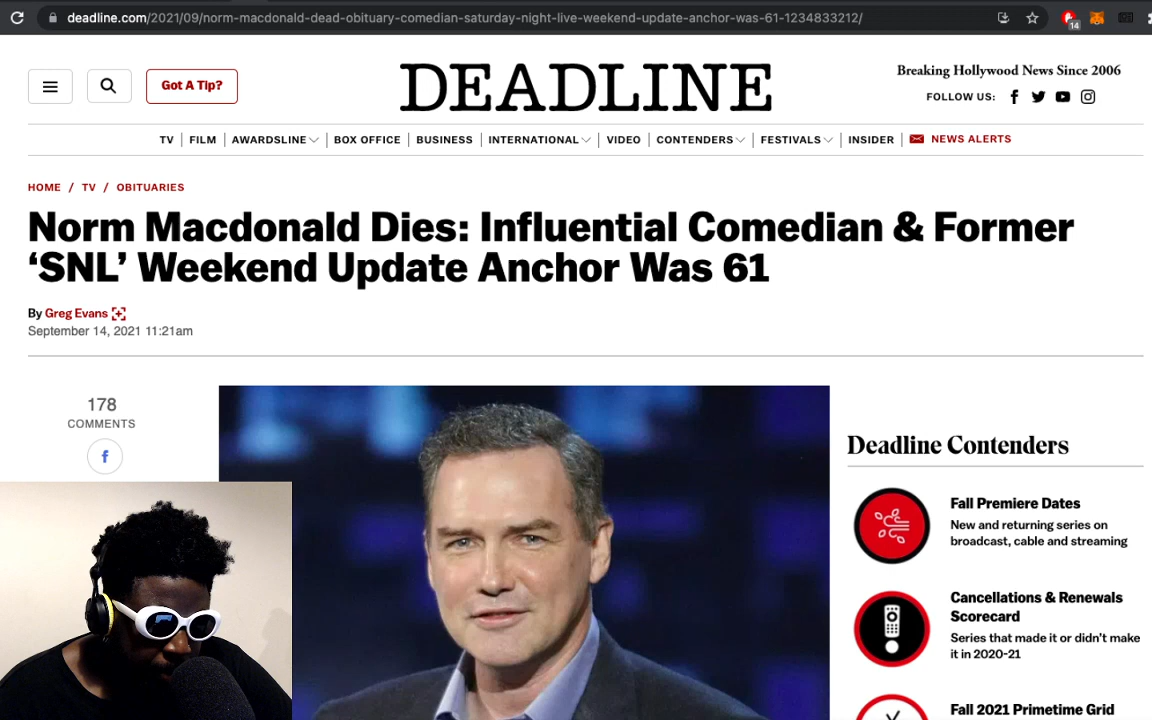 deadline.com/2021/09/norm-macdonald-dead-obituary-comedian-saturday-night-live-weekend-update-anchor-was-61-1234833212/
14
Got A Tip?
DEADLINE
Breaking Hollywood News Since 2006
FOLLOW US:
TV | FILM | AWARDSLINE | BOX OFFICE | BUSINESS | INTERNATIONAL | VIDEO | CONTENDERS | FESTIVALS | INSIDER | NEWS ALERTS
HOME / TV / OBITUARIES
Norm Macdonald Dies: Influential Comedian & Former
‘SNL’ Weekend Update Anchor Was 61
By Greg Evans
September 14, 2021 11:21am
178
COMMENTS
Deadline Contenders
Fall Premiere Dates
New and returning series on
broadcast, cable and streaming
Cancellations & Renewals
Scorecard
Series that made it or didn’t make
it in 2020-21
Fall 2021 Primetime Grid